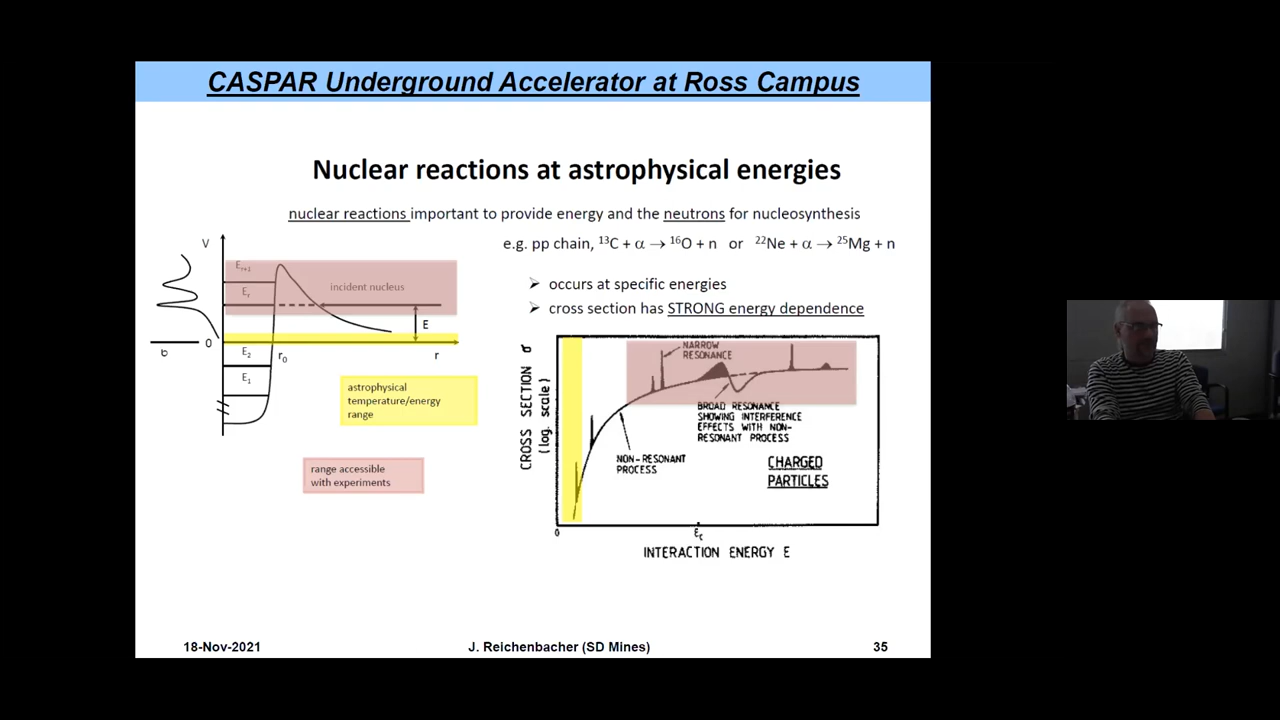 CASPAR Underground Accelerator at Ross Campus
Nuclear reactions at astrophysical energies
nuclear reactions important to provide energy and the neutrons for nucleosynthesis
e.g. pp chain, ¹³C + α → ¹⁶O + n or ²²Ne + α → ²⁵Mg + n
➢ occurs at specific energies
➢ cross section has STRONG energy dependence
V
Er+1
Er
incident nucleus
E
σ
0
E₂
r₀
r
E₁
astrophysical
temperature/energy
range
range accessible
with experiments
CROSS SECTION σ
(log. scale)
NARROW
RESONANCE
BROAD RESONANCE
SHOWING INTERFERENCE
EFFECTS WITH NON-
RESONANT PROCESS
NON-RESONANT
PROCESS
CHARGED
PARTICLES
0
Ec
INTERACTION ENERGY E
18-Nov-2021
J. Reichenbacher (SD Mines)
35